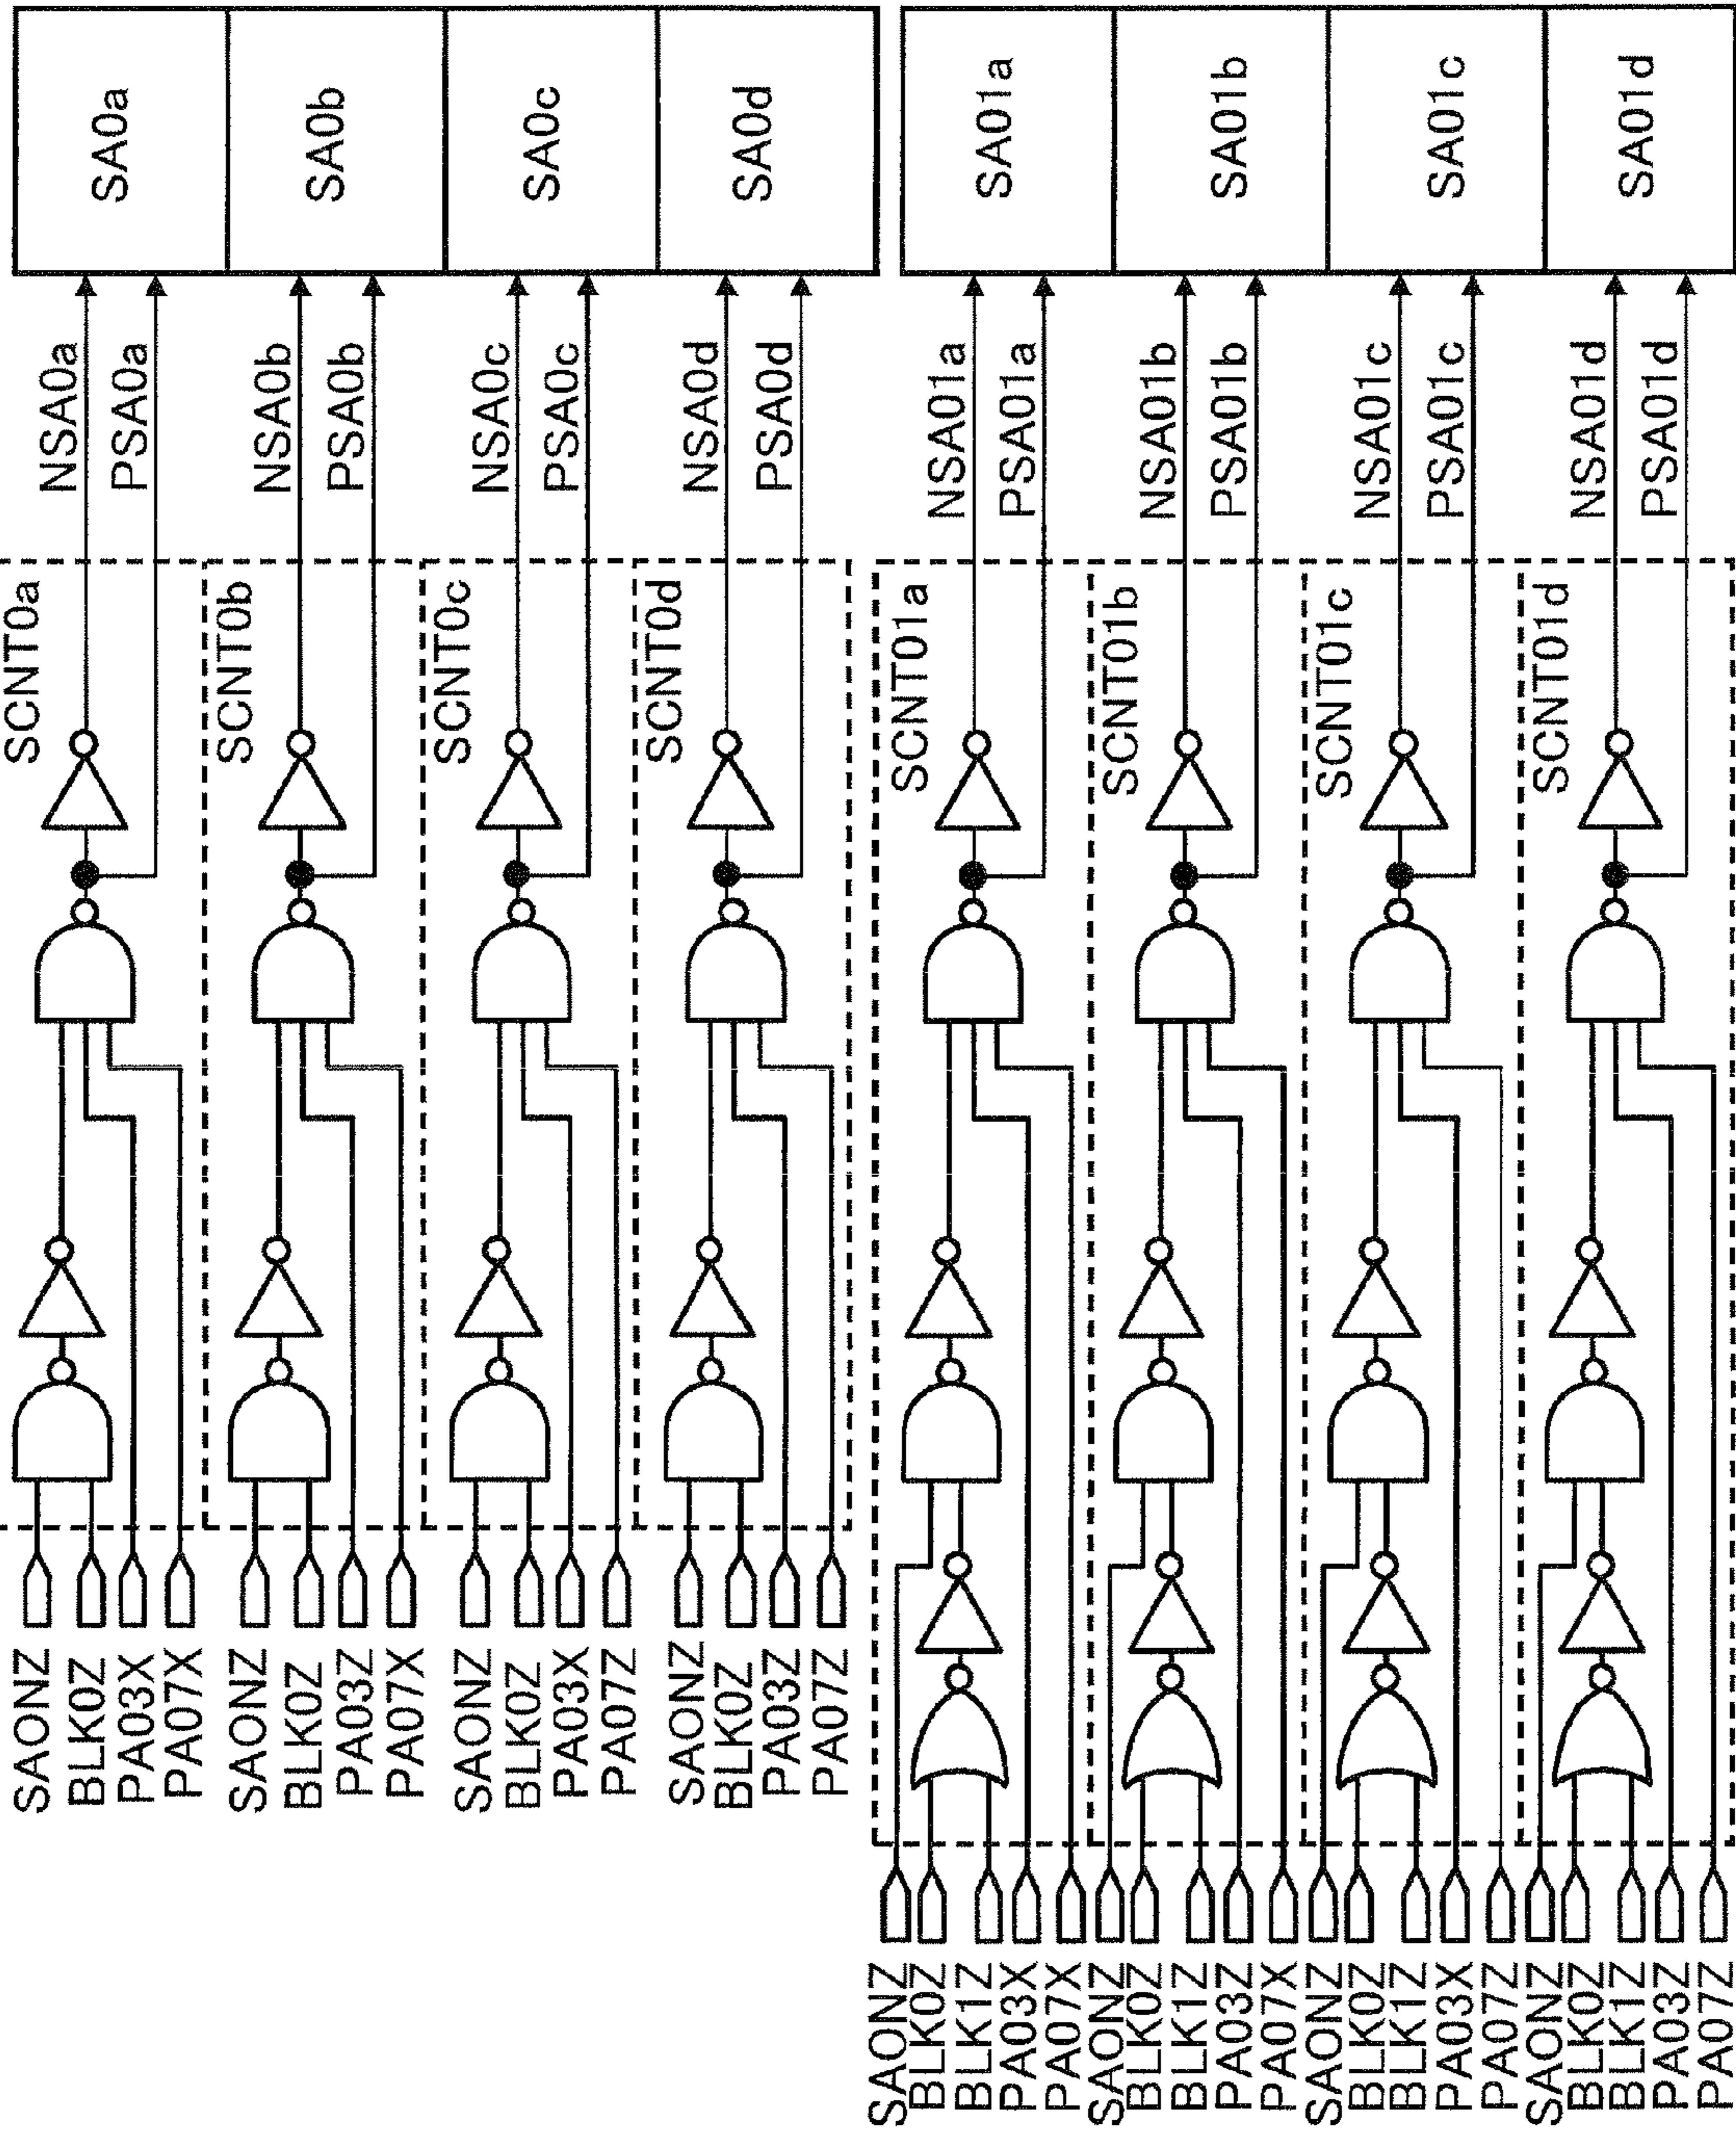 SAONZ
BLK0Z
PA03X
PA07X
SCNT0a
NSA0a
PSA0a
SA0a
SAONZ
BLK0Z
PA03Z
PA07X
SCNT0b
NSA0b
PSA0b
SA0b
SAONZ
BLK0Z
PA03X
PA07Z
SCNT0c
NSA0c
PSA0c
SA0c
SAONZ
BLK0Z
PA03Z
PA07Z
SCNT0d
NSA0d
PSA0d
SA0d
SAONZ
BLK0Z
BLK1Z
PA03X
PA07X
SCNT01a
NSA01a
PSA01a
SA01a
SAONZ
BLK0Z
BLK1Z
PA03Z
PA07X
SCNT01b
NSA01b
PSA01b
SA01b
SAONZ
BLK0Z
BLK1Z
PA03X
PA07Z
SCNT01c
NSA01c
PSA01c
SA01c
SAONZ
BLK0Z
BLK1Z
PA03Z
PA07Z
SCNT01d
NSA01d
PSA01d
SA01d